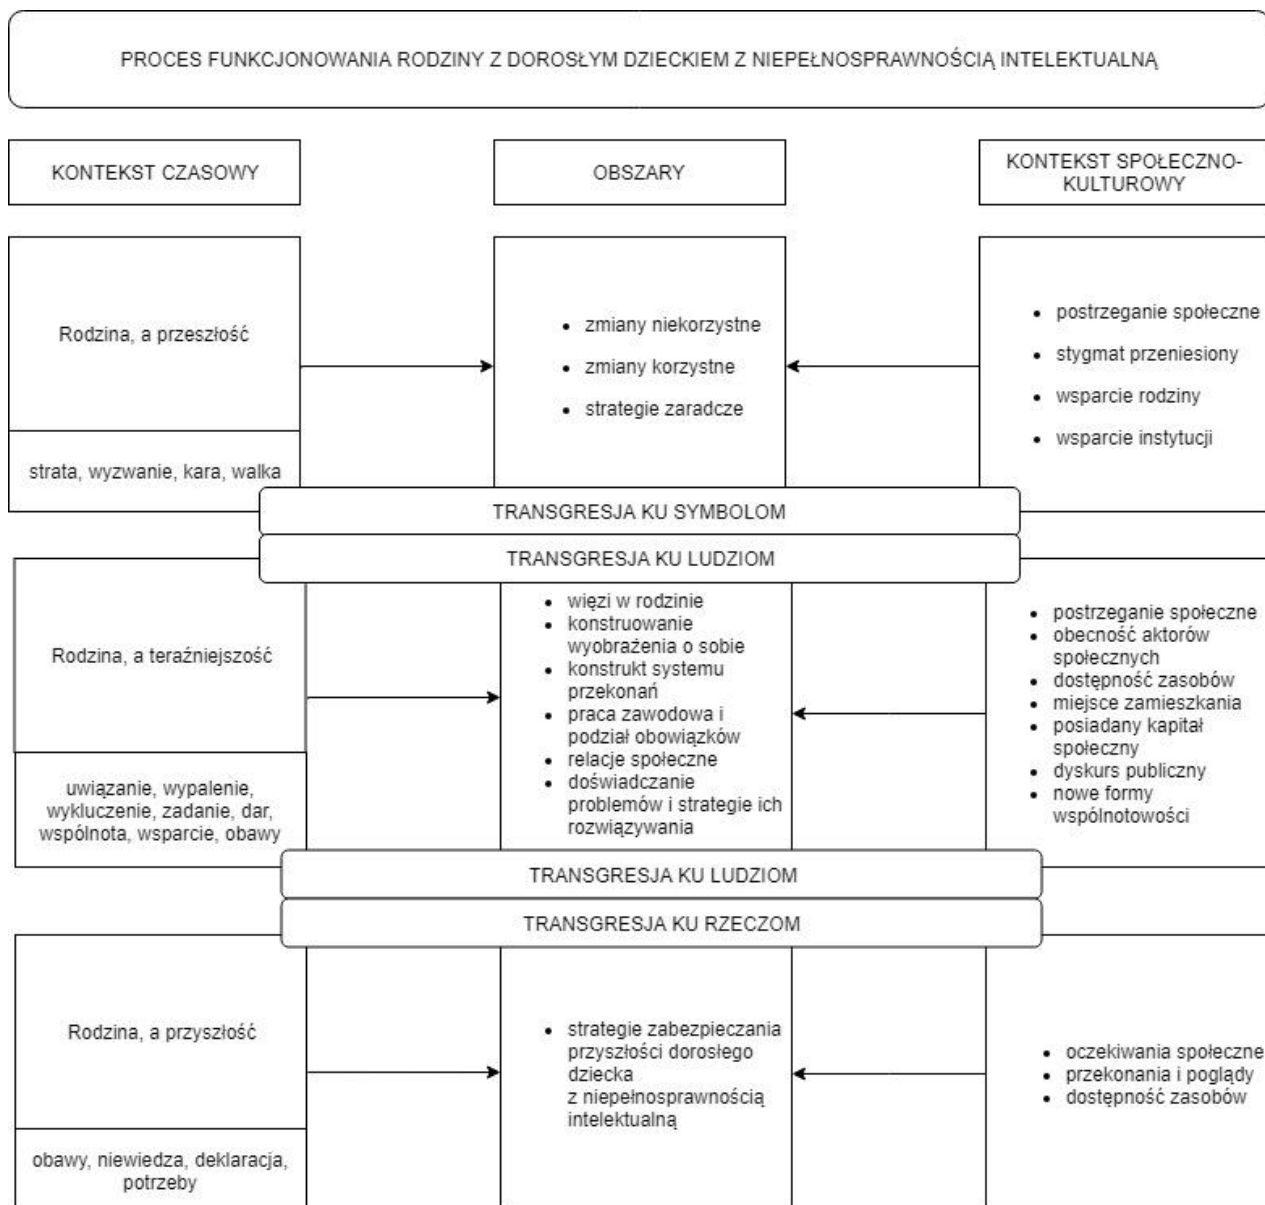 PROCES FUNKCJONOWANIA RODZINY Z DOROSŁYM DZIECKIEM Z NIEPEŁNOSPRAWNOŚCIĄ INTELEKTUALNĄ
KONTEKST CZASOWY
OBSZARY
KONTEKST SPOŁECZNO-
KULTUROWY
Rodzina, a przeszłość
strata, wyzwanie, kara, walka
• zmiany niekorzystne
• zmiany korzystne
• strategie zaradcze
• postrzeganie społeczne
• stygmat przeniesiony
• wsparcie rodziny
• wsparcie instytucji
TRANSGRESJA KU SYMBOLOM
TRANSGRESJA KU LUDZIOM
Rodzina, a teraźniejszość
uwiązanie, wypalenie,
wykluczenie, zadanie, dar,
wspólnota, wsparcie, obawy
• więzi w rodzinie
• konstruowanie
wyobrażenia o sobie
• konstrukt systemu
przekonań
• praca zawodowa i
podział obowiązków
• relacje społeczne
• doświadczanie
problemów i strategie ich
rozwiązywania
• postrzeganie społeczne
• obecność aktorów
społecznych
• dostępność zasobów
• miejsce zamieszkania
• posiadany kapitał
społeczny
• dyskurs publiczny
• nowe formy
wspólnotowości
TRANSGRESJA KU LUDZIOM
TRANSGRESJA KU RZECZOM
Rodzina, a przyszłość
obawy, niewiedza, deklaracja,
potrzeby
• strategie zabezpieczania
przyszłości dorosłego
dziecka
z niepełnosprawnością
intelektualną
• oczekiwania społeczne
• przekonania i poglądy
• dostępność zasobów